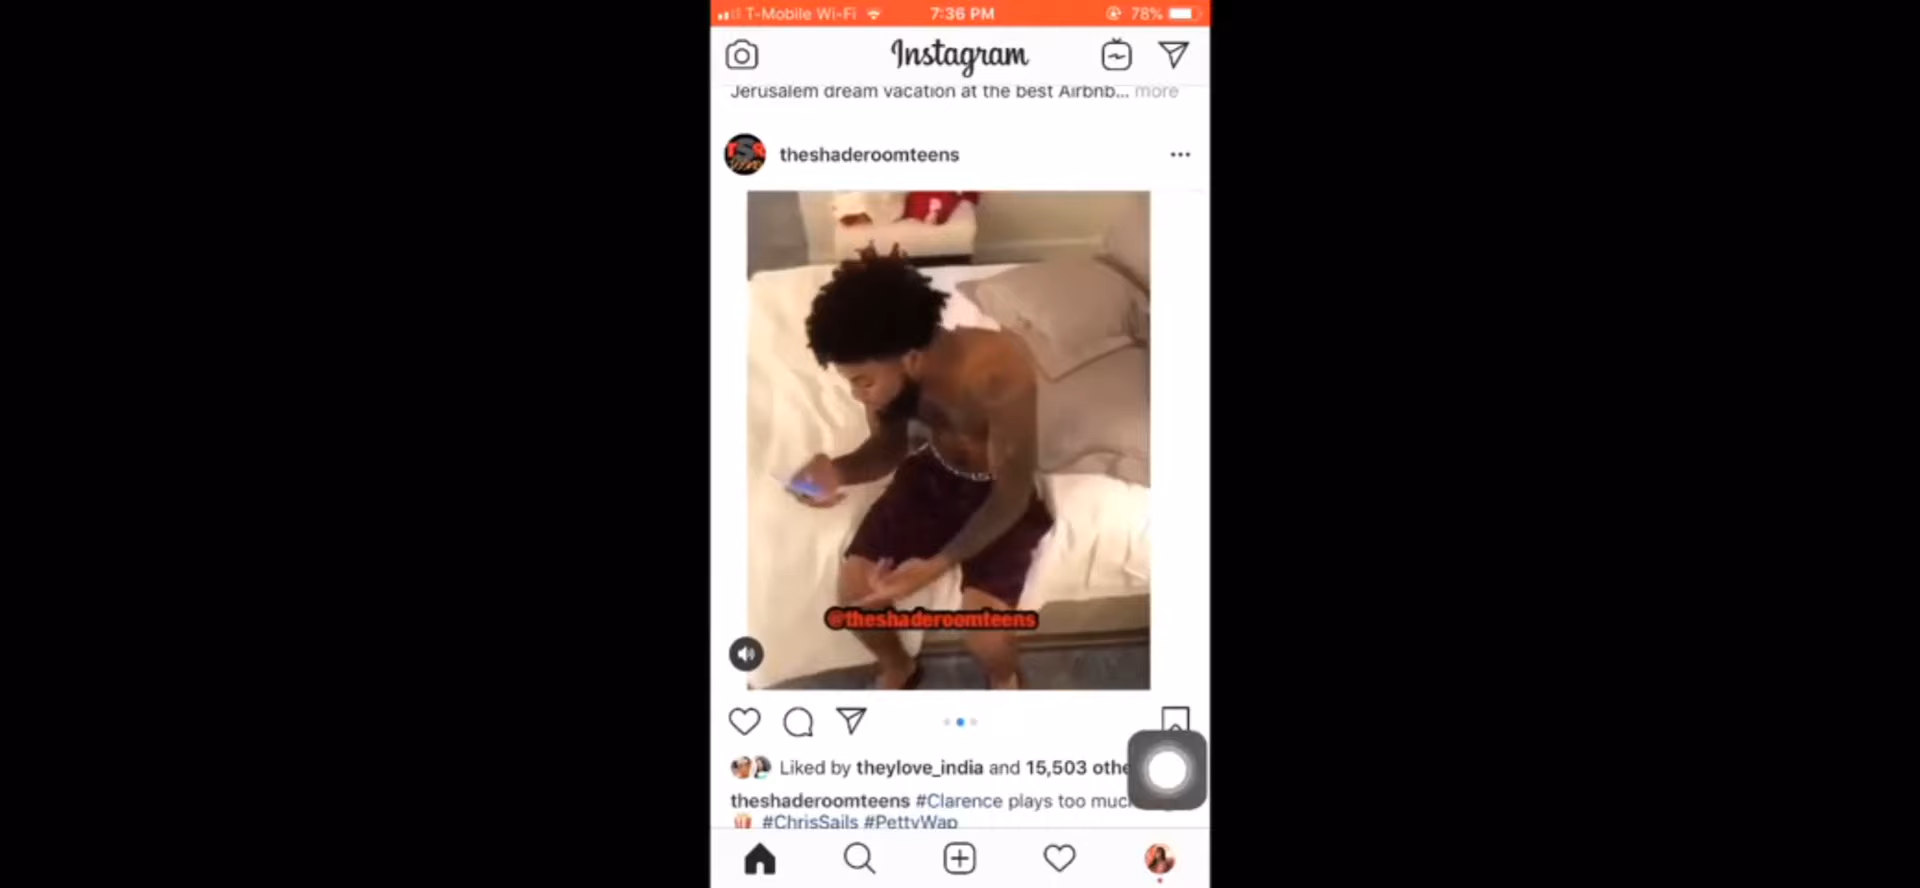 T-Mobile Wi-Fi 7:36 PM 78%
Instagram
Jerusalem dream vacation at the best Airbnb... more
theshaderoomteens
@theshaderoomteens
Liked by theylove_india and 15,503 othe
theshaderoomteens #Clarence plays too muc
#ChrisSails #PettyWap